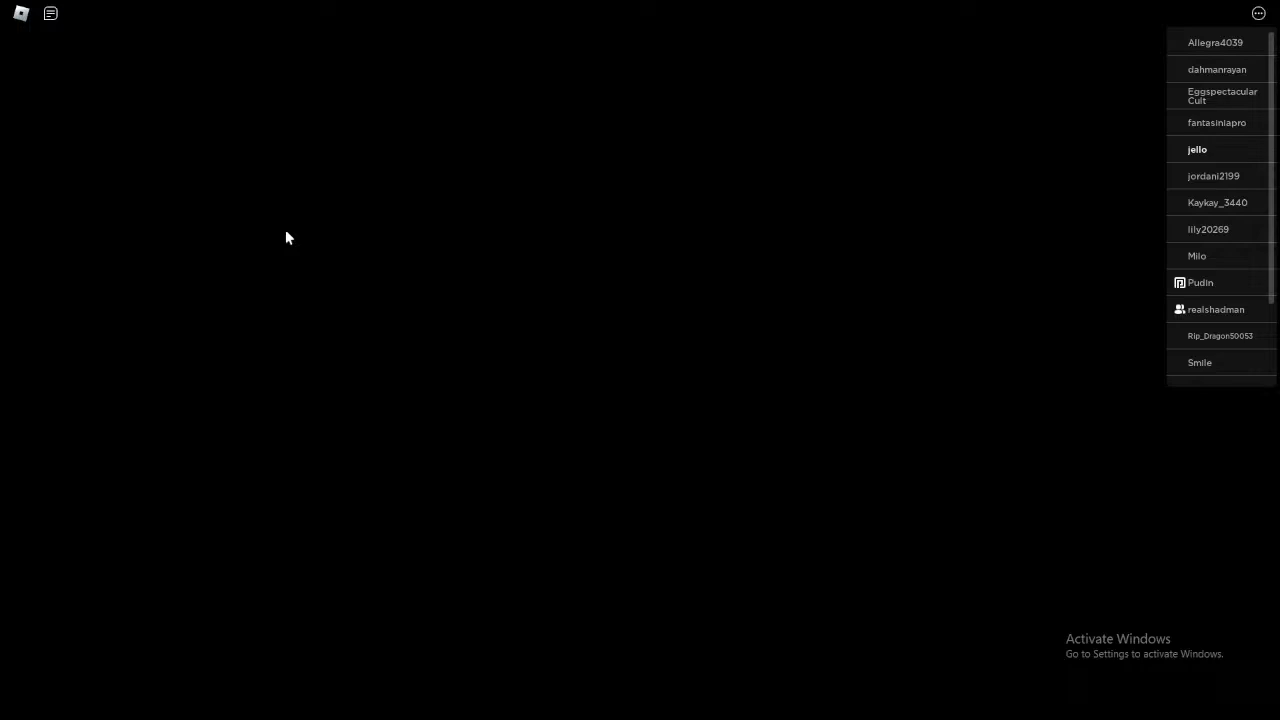 Allegra4039
dahmanrayan
Eggspectacular
Cult
fantasiniapro
jello
jordani2199
Kaykay_3440
lily20269
Milo
Pudin
realshadman
Rip_Dragon50053
Smile
Activate Windows
Go to Settings to activate Windows.